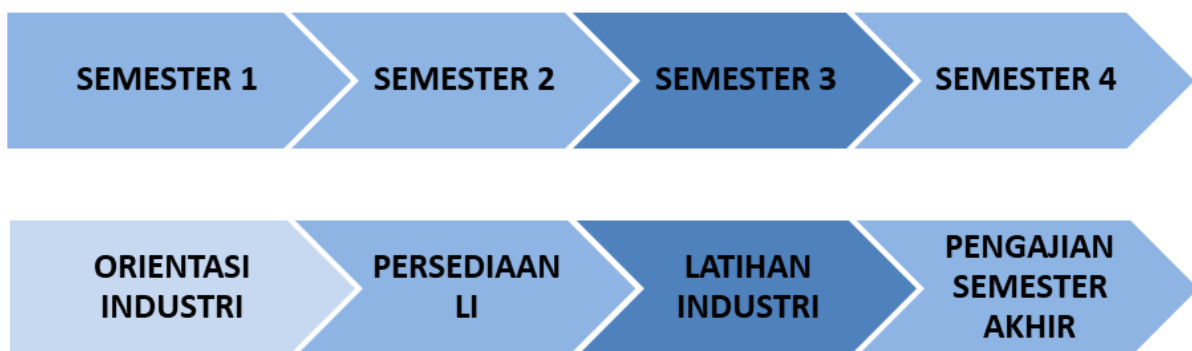 SEMESTER 1
SEMESTER 2
SEMESTER 3
SEMESTER 4
ORIENTASI
INDUSTRI
PERSEDIAAN
LI
LATIHAN
INDUSTRI
PENGAJIAN
SEMESTER
AKHIR